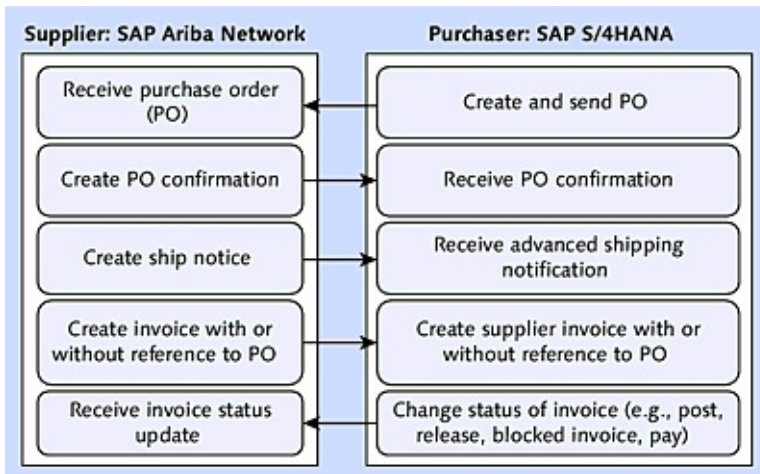 Supplier: SAP Ariba Network
Purchaser: SAP S/4HANA
Receive purchase order
(PO)
Create and send PO
Create PO confirmation
Receive PO confirmation
Create ship notice
Receive advanced shipping
notification
Create invoice with or
without reference to PO
Create supplier invoice with or
without reference to PO
Receive invoice status
update
Change status of invoice (e.g., post,
release, blocked invoice, pay)